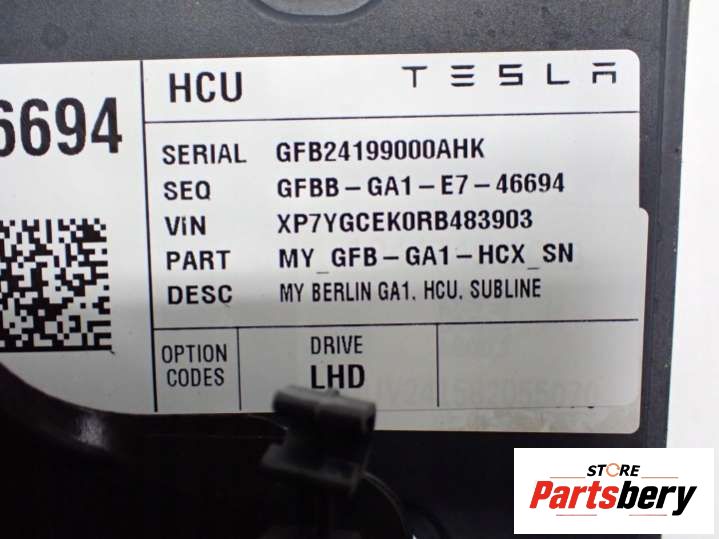 6694
HCU TESLA
SERIAL GFB24199000AHK
SEQ GFBB-GA1-E7-46694
VIN XP7YGCEK0RB483903
PART MY_GFB-GA1-HCX_SN
DESC MY BERLIN GA1. HCU. SUBLINE
OPTION CODES
DRIVE
LHD
STORE
Partsbery